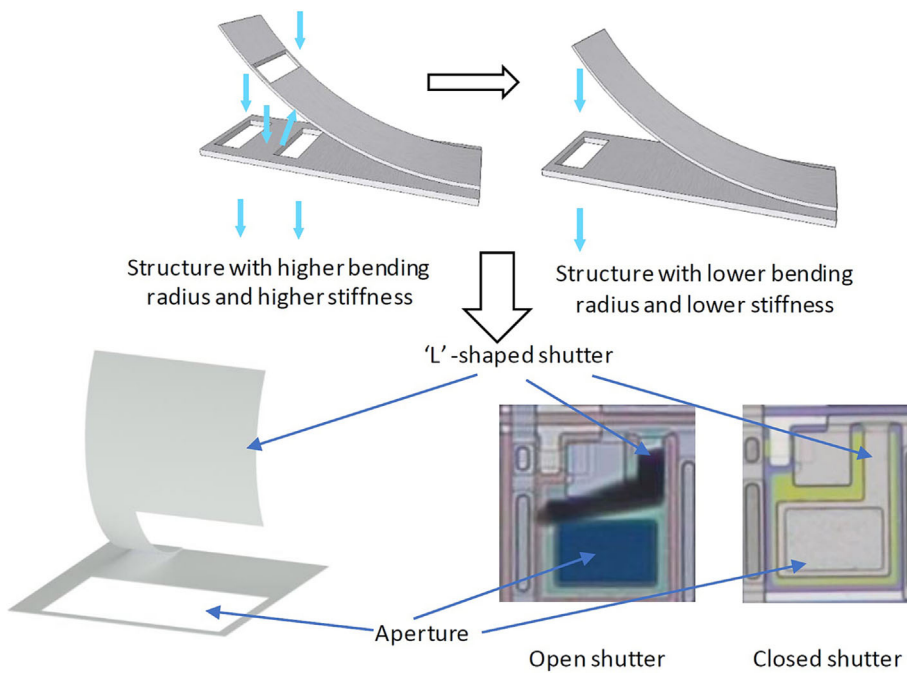 Structure with higher bending
radius and higher stiffness
Structure with lower bending
radius and lower stiffness
‘L’-shaped shutter
Aperture
Open shutter
Closed shutter